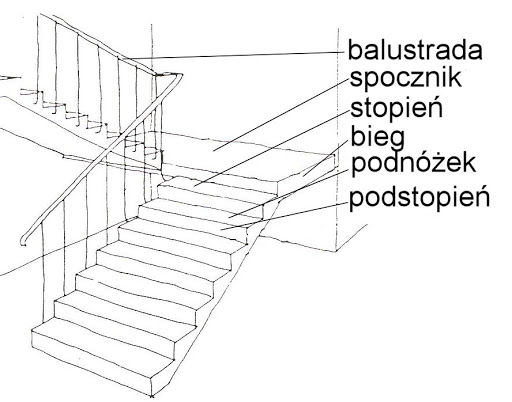 balustrada
spocznik
stopień
bieg
podnóżek
podstopień